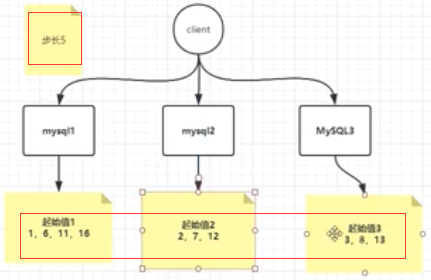 步长5
client
mysql1
mysql2
MySQL3
起始值1
1, 6, 11, 16
起始值2
2, 7, 12
起始值3
3, 8, 13